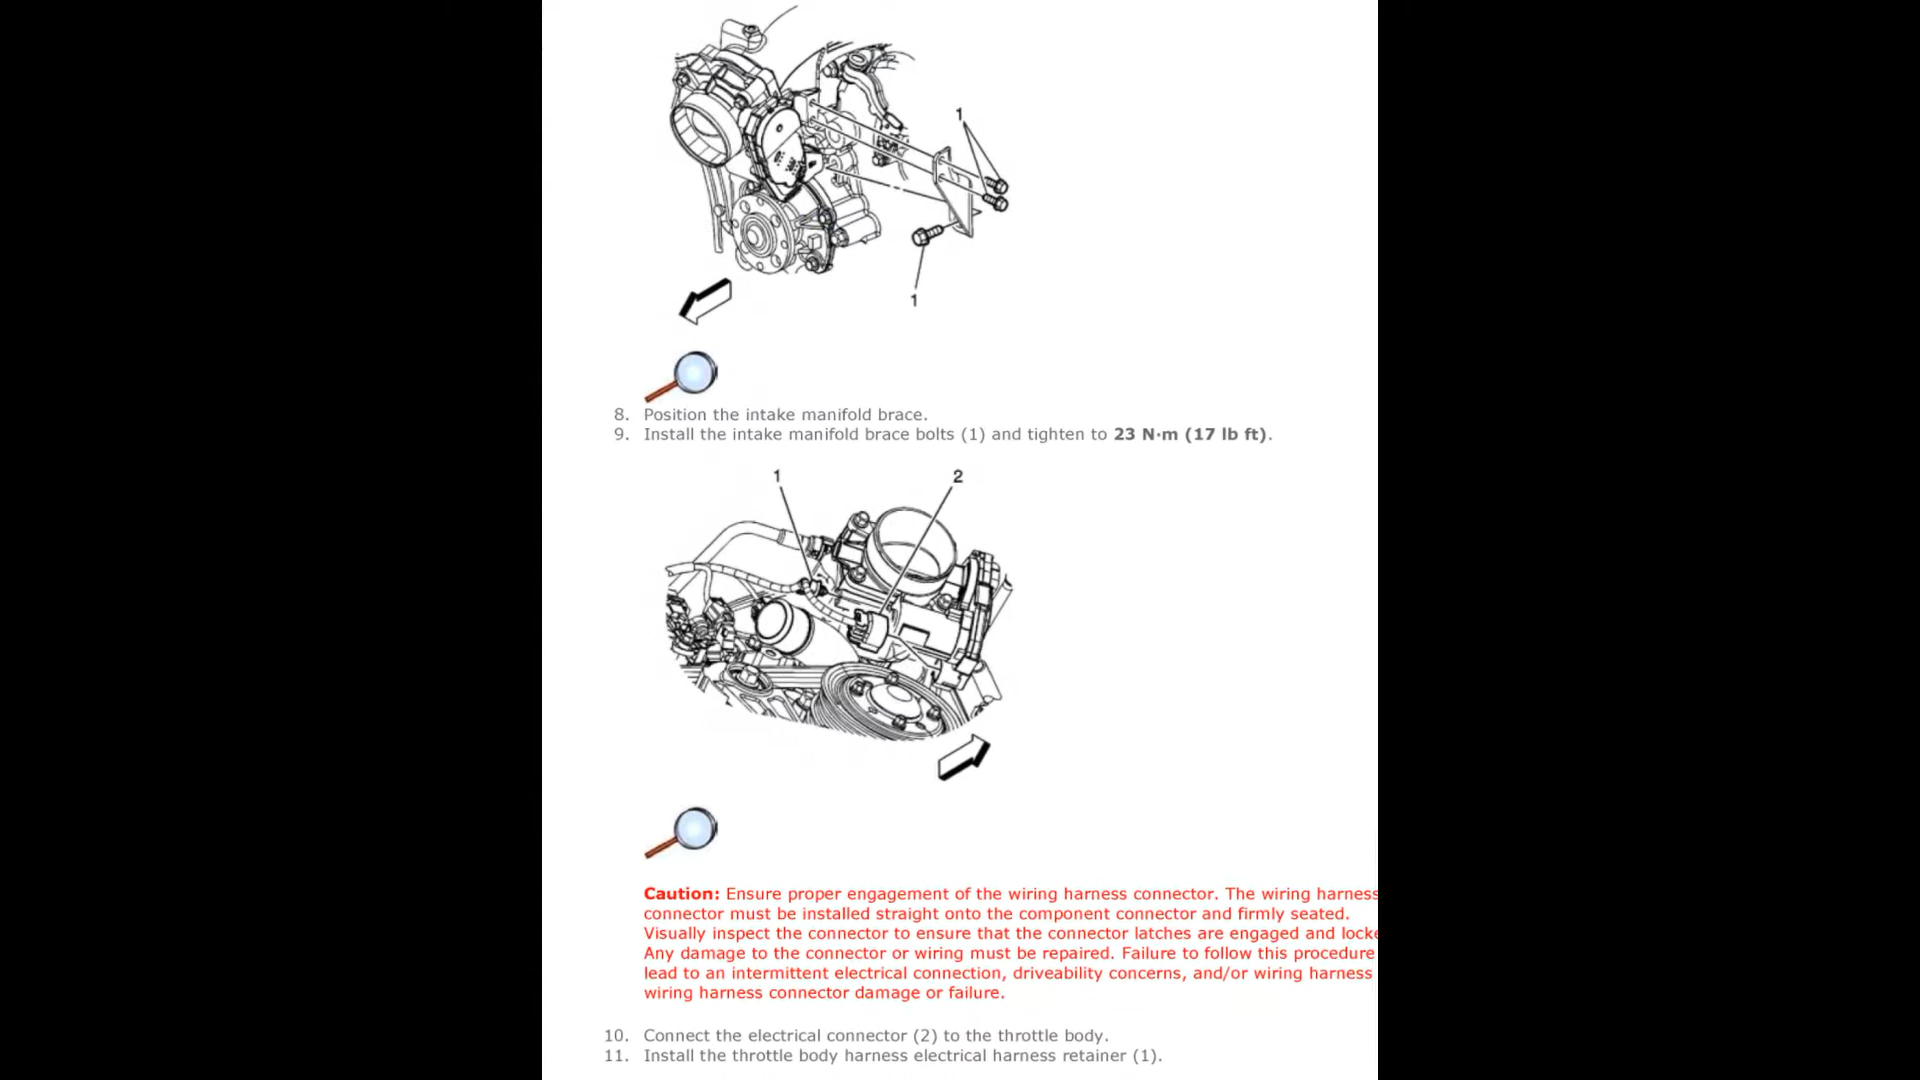 1
1
8. Position the intake manifold brace.
9. Install the intake manifold brace bolts (1) and tighten to 23 N·m (17 lb ft).
1 2
Caution: Ensure proper engagement of the wiring harness connector. The wiring harness
connector must be installed straight onto the component connector and firmly seated.
Visually inspect the connector to ensure that the connector latches are engaged and locke
Any damage to the connector or wiring must be repaired. Failure to follow this procedure
lead to an intermittent electrical connection, driveability concerns, and/or wiring harness
wiring harness connector damage or failure.
10. Connect the electrical connector (2) to the throttle body.
11. Install the throttle body harness electrical harness retainer (1).